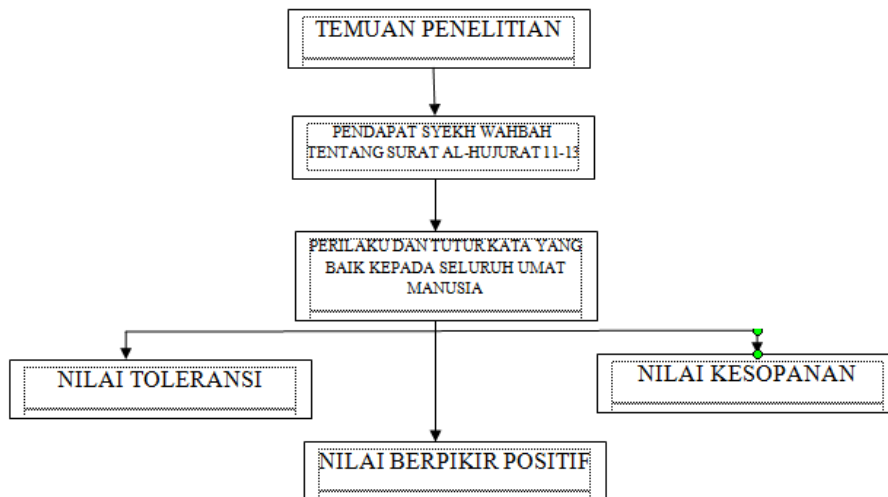 TEMUAN PENELITIAN
PENDAPAT SYEKH WAHBAH
TENTANG SURAT AL-HUJURAT 11-13
PERILAKU DAN TUTUR KATA YANG
BAIK KEPADA SELURUH UMAT
MANUSIA
NILAI TOLERANSI
NILAI KESOPANAN
NILAI BERPIKIR POSITIF